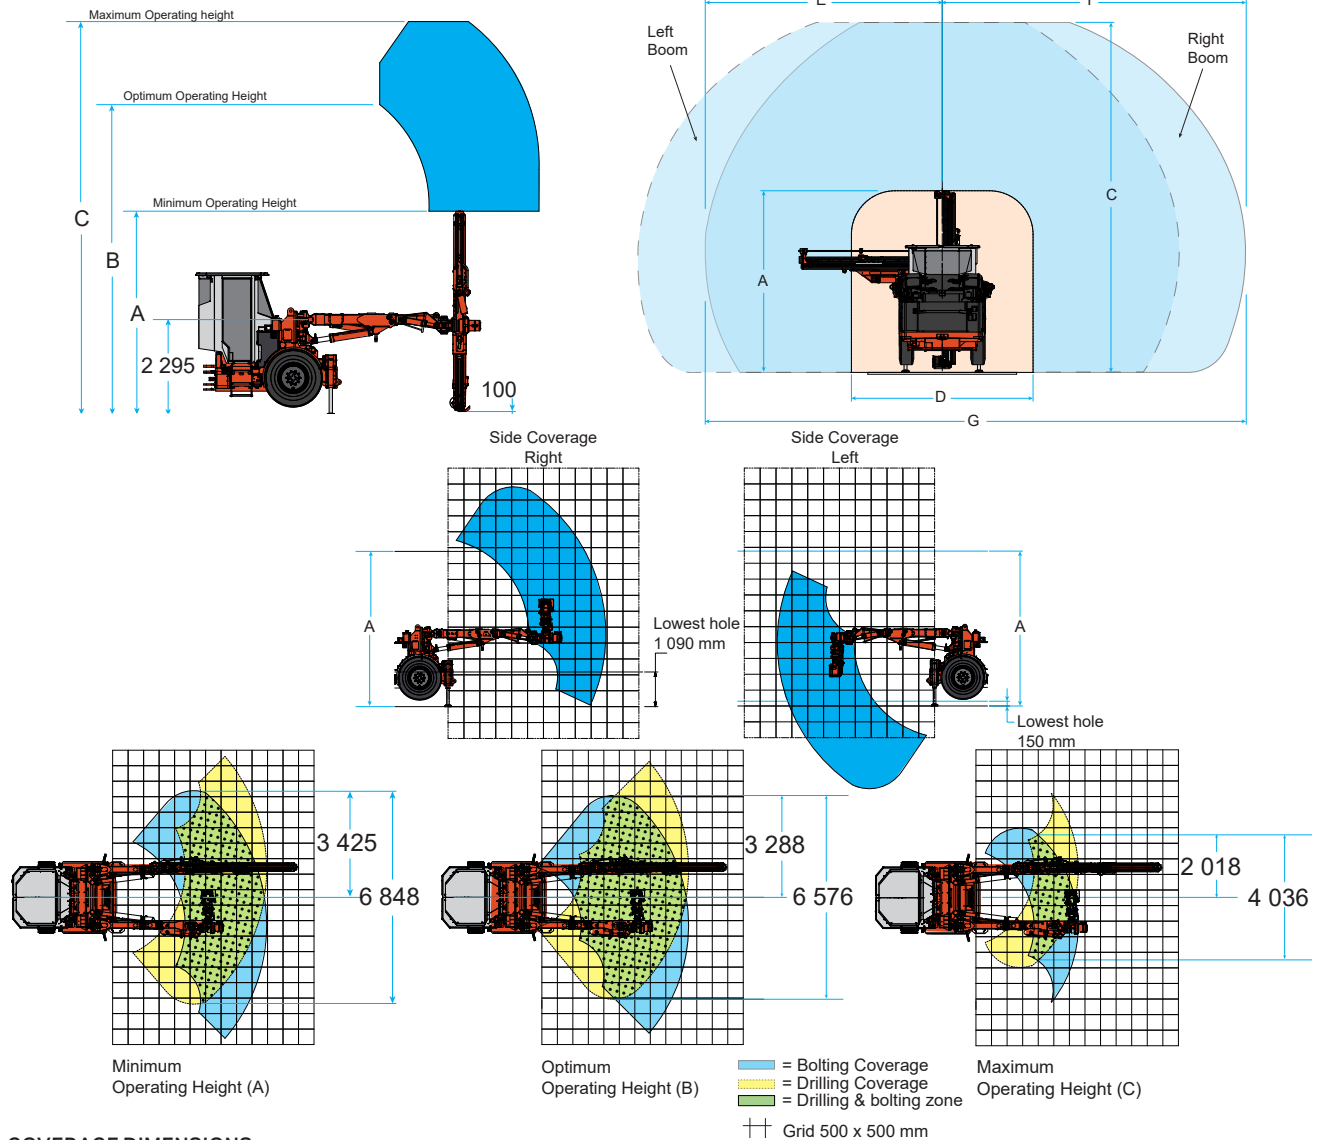 Maximum Operating height
Optimum Operating Height
Minimum Operating Height
C
B
A
2 295
100
E
F
Left
Boom
Right
Boom
C
A
D
G
Side Coverage
Right
Side Coverage
Left
A
Lowest hole
1 090 mm
A
Lowest hole
150 mm
3 425
6 848
3 288
6 576
2 018
4 036
Minimum
Operating Height (A)
Optimum
Operating Height (B)
= Bolting Coverage
= Drilling Coverage
= Drilling & bolting zone
Grid 500 x 500 mm
Maximum
Operating Height (C)
COVERAGE DIMENSIONS